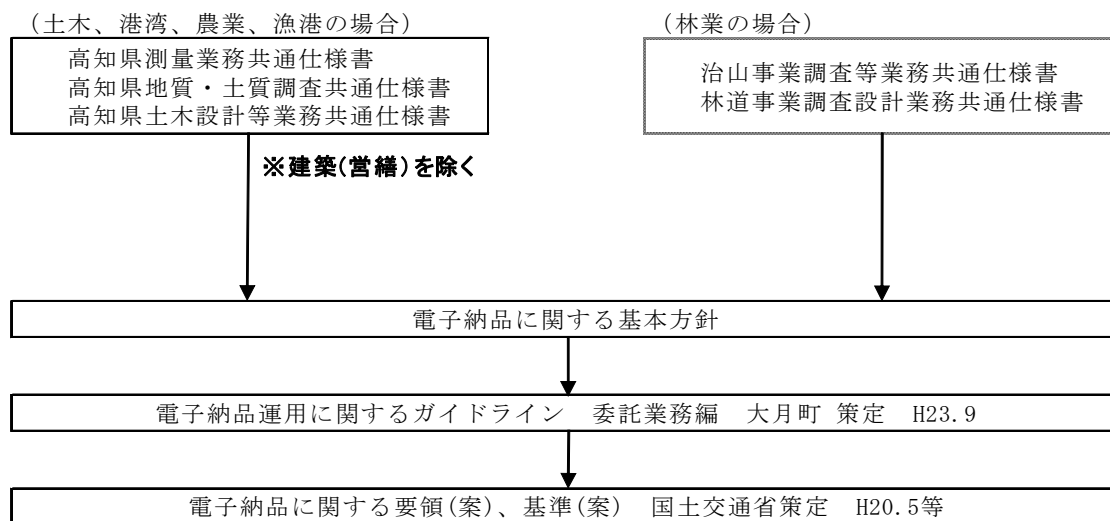 (土木、港湾、農業、漁港の場合)
高知県測量業務共通仕様書
高知県地質・土質調査共通仕様書
高知県土木設計等業務共通仕様書
(林業の場合)
治山事業調査等業務共通仕様書
林道事業調査設計業務共通仕様書
※建築(営繕)を除く
電子納品に関する基本方針
電子納品運用に関するガイドライン 委託業務編 大月町 策定 H23.9
電子納品に関する要領(案)、基準(案) 国土交通省策定 H20.5等